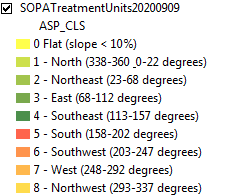 SOPATreatmentUnits20200909
ASP_CLS
0 Flat (slope < 10%)
1 - North (338-360 ,0-22 degrees)
2 - Northeast (23-68 degrees)
3 - East (68-112 degrees)
4 - Southeast (113-157 degrees)
5 - South (158-202 degrees)
6 - Southwest (203-247 degrees)
7 - West (248-292 degrees)
8 - Northwest (293-337 degrees)